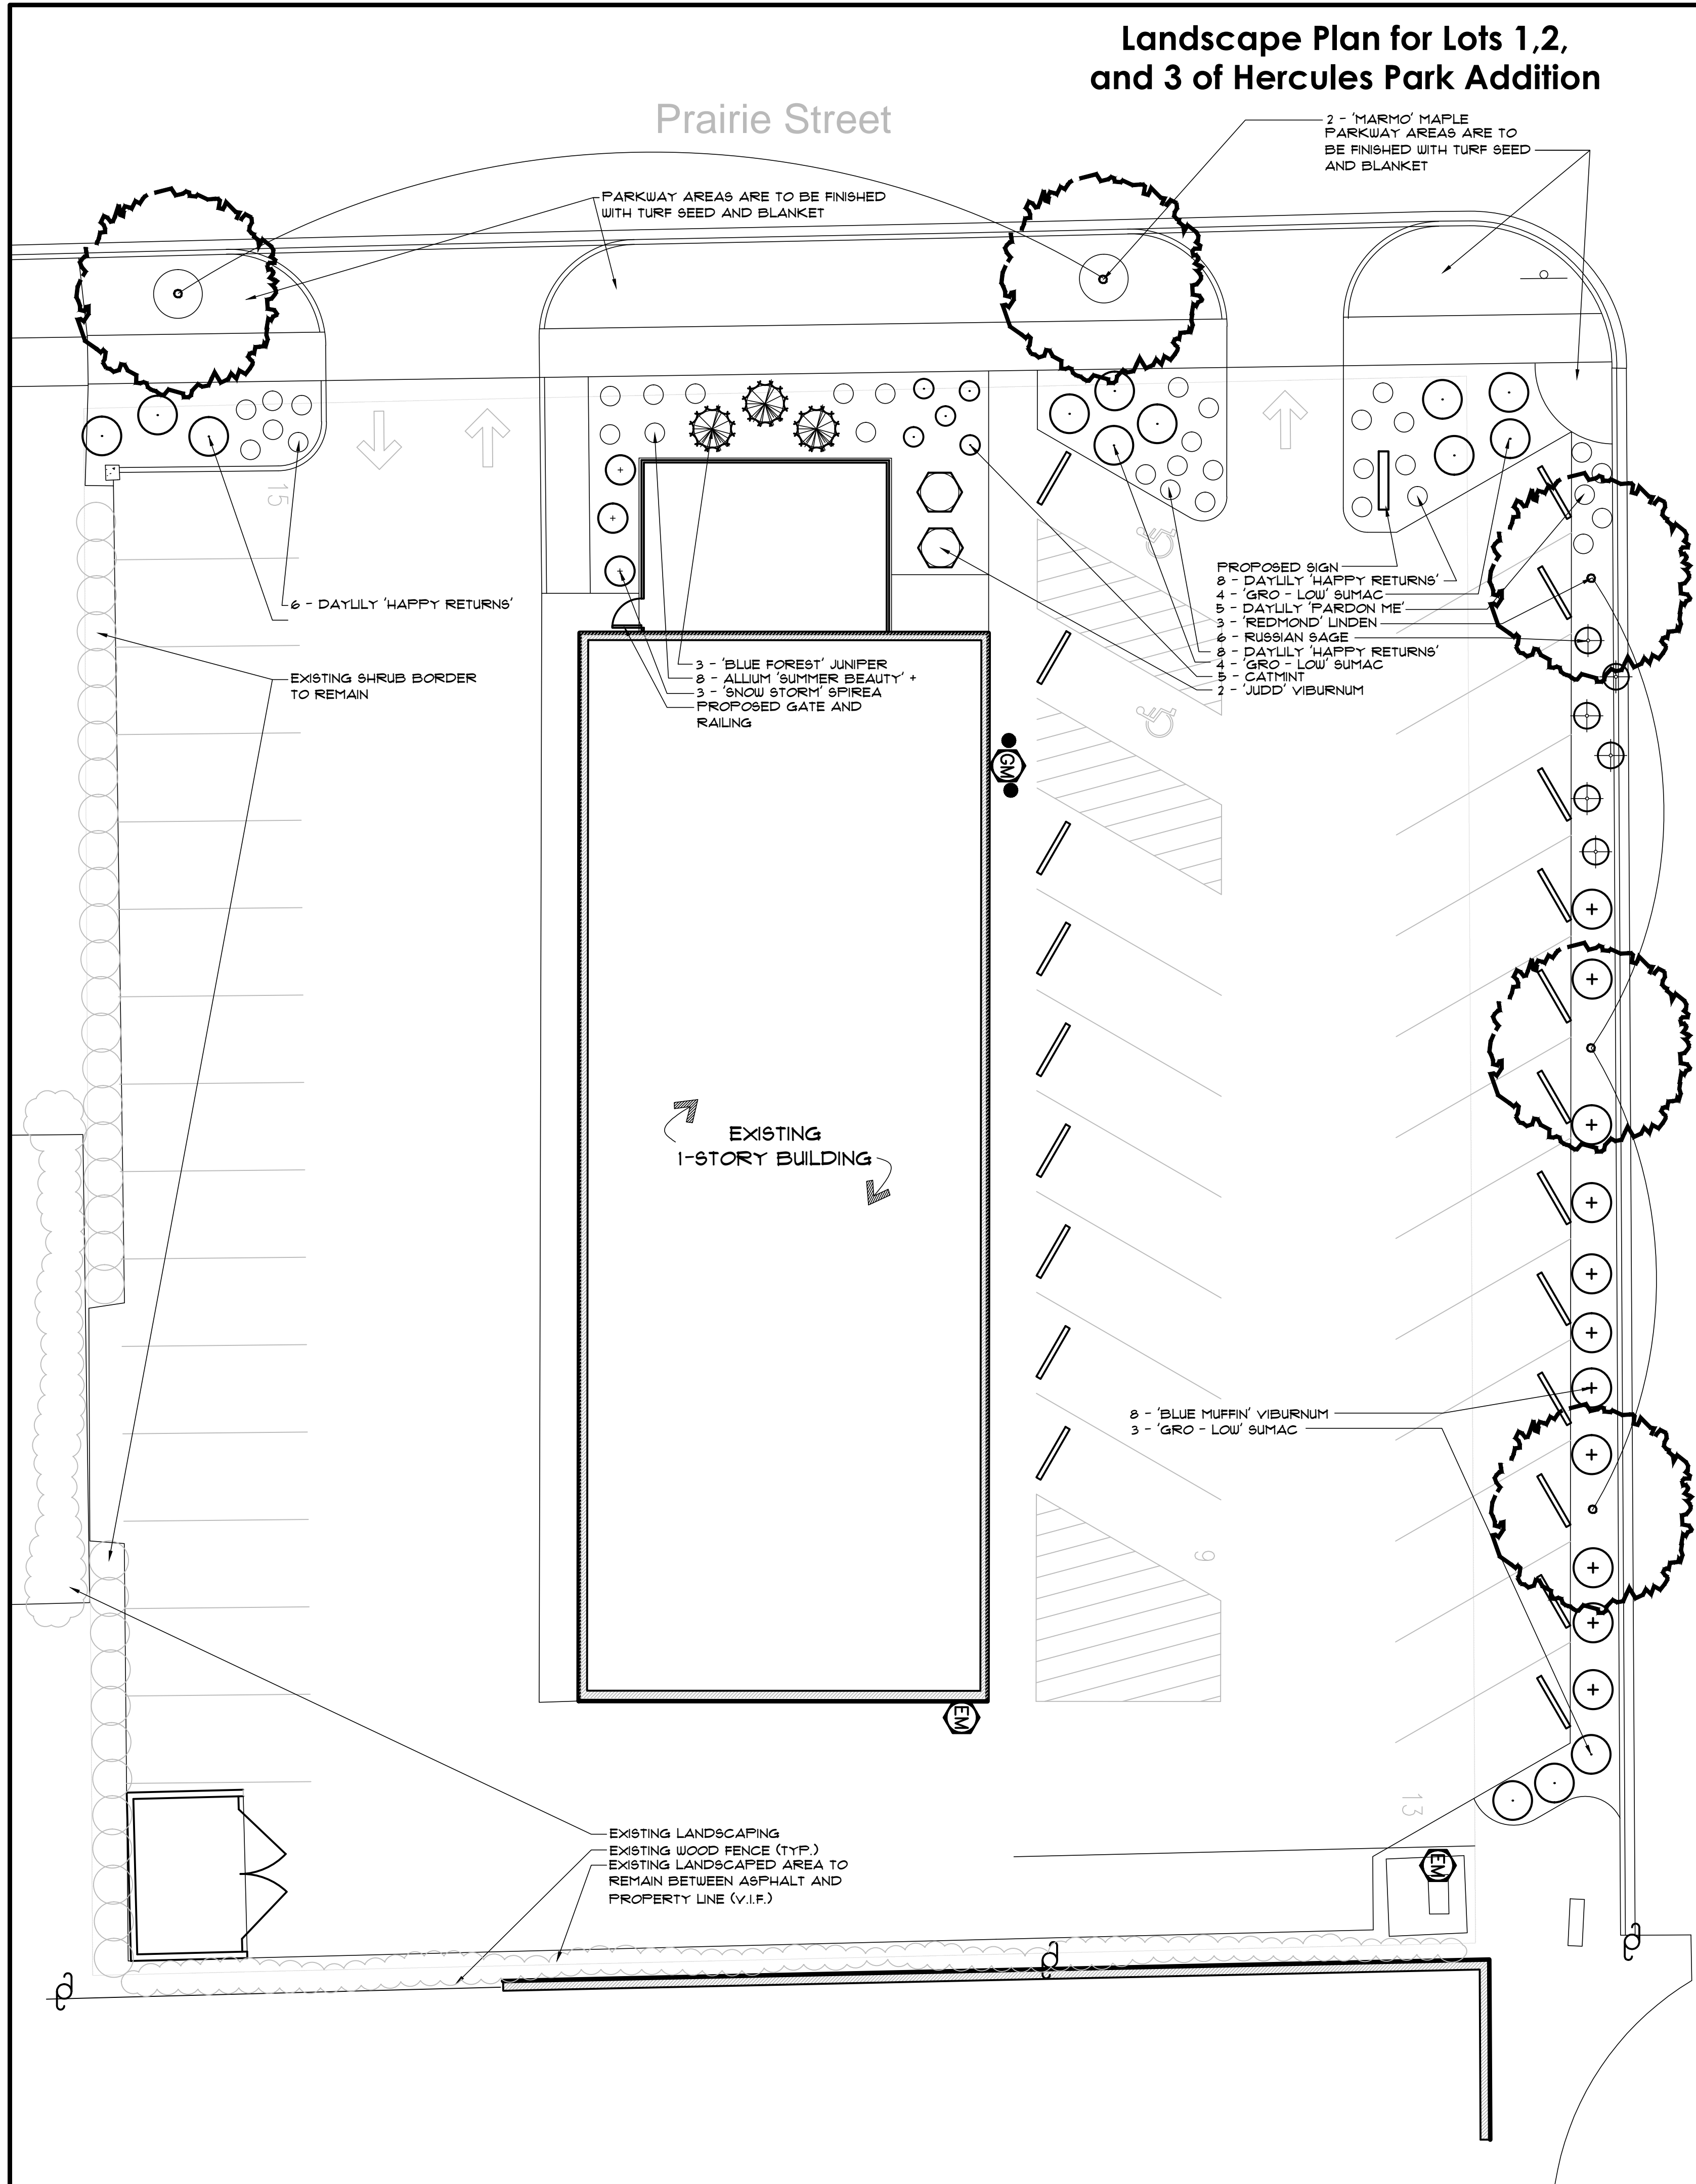 Landscape Plan for Lots 1,2,
and 3 of Hercules Park Addition
Prairie Street
2 - 'MARMO' MAPLE
PARKWAY AREAS ARE TO
BE FINISHED WITH TURF SEED
AND BLANKET
PARKWAY AREAS ARE TO BE FINISHED
WITH TURF SEED AND BLANKET
15
6 - DAYLILY 'HAPPY RETURNS'
EXISTING SHRUB BORDER
TO REMAIN
3 - 'BLUE FOREST' JUNIPER
8 - ALLIUM 'SUMMER BEAUTY' +
3 - 'SNOW STORM' SPIREA
PROPOSED GATE AND
RAILING
PROPOSED SIGN
8 - DAYLILY 'HAPPY RETURNS'
4 - 'GRO - LOW' SUMAC
5 - DAYLILY 'PARDON ME'
3 - 'REDMOND' LINDEN
6 - RUSSIAN SAGE
8 - DAYLILY 'HAPPY RETURNS'
4 - 'GRO - LOW' SUMAC
5 - CATMINT
2 - 'JUDD' VIBURNUM
GM
EXISTING
1-STORY BUILDING
8 - 'BLUE MUFFIN' VIBURNUM
3 - 'GRO - LOW' SUMAC
9
EM
13
EXISTING LANDSCAPING
EXISTING WOOD FENCE (TYP.)
EXISTING LANDSCAPED AREA TO
REMAIN BETWEEN ASPHALT AND
PROPERTY LINE (V.I.F.)
EM